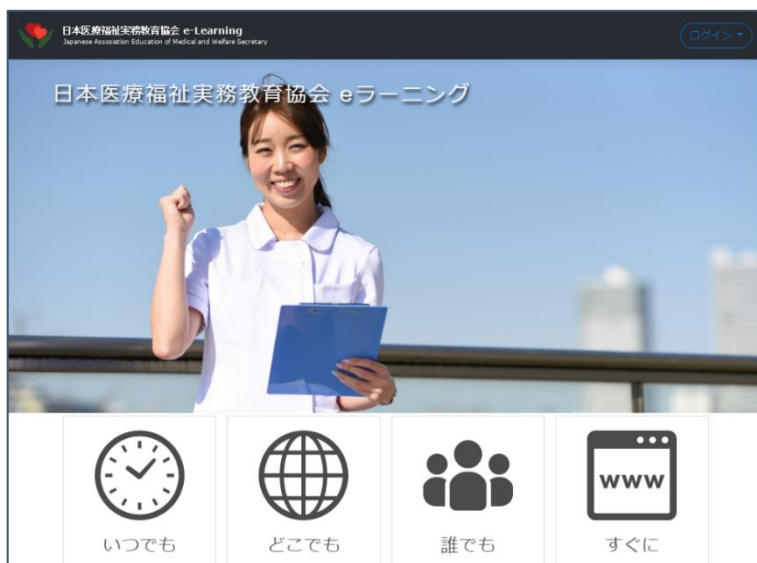 日本医療福祉実務教育協会 e-Learning
Japanese Assosiation Education of Medical and Welfare Secretary
ログイン
日本医療福祉実務教育協会 eラーニング
www
いつでも
どこでも
誰でも
すぐに